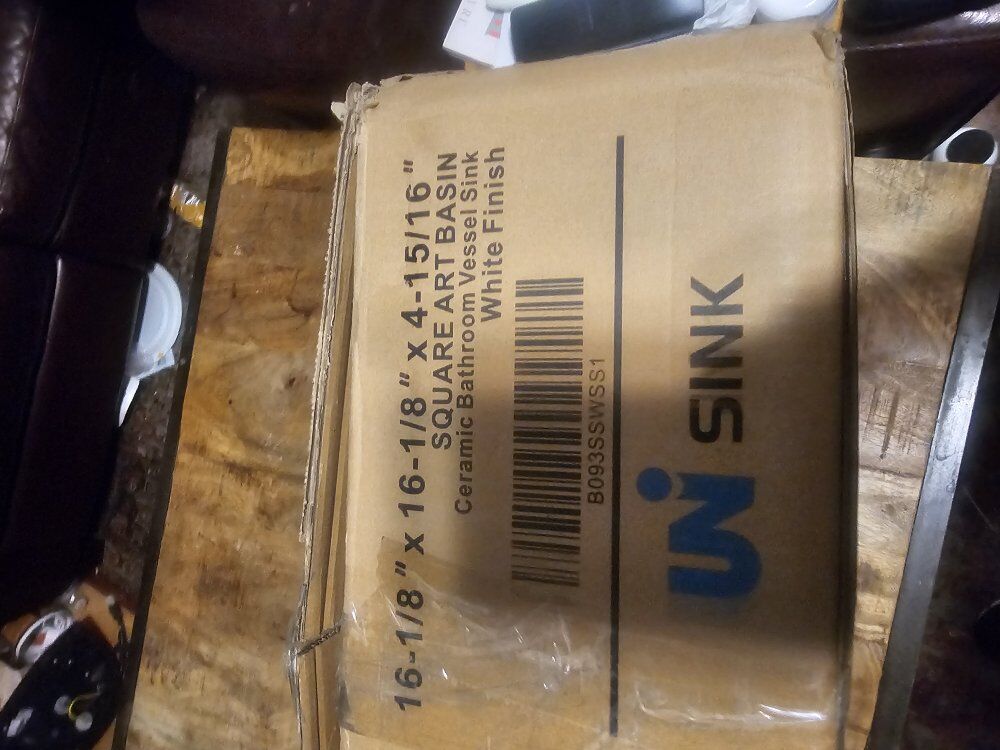 16-1/8" x 16-1/8" x 4-15/16"
SQUARE ART BASIN
Ceramic Bathroom Vessel Sink
White Finish
B093SSWSS1
UNi
SINK